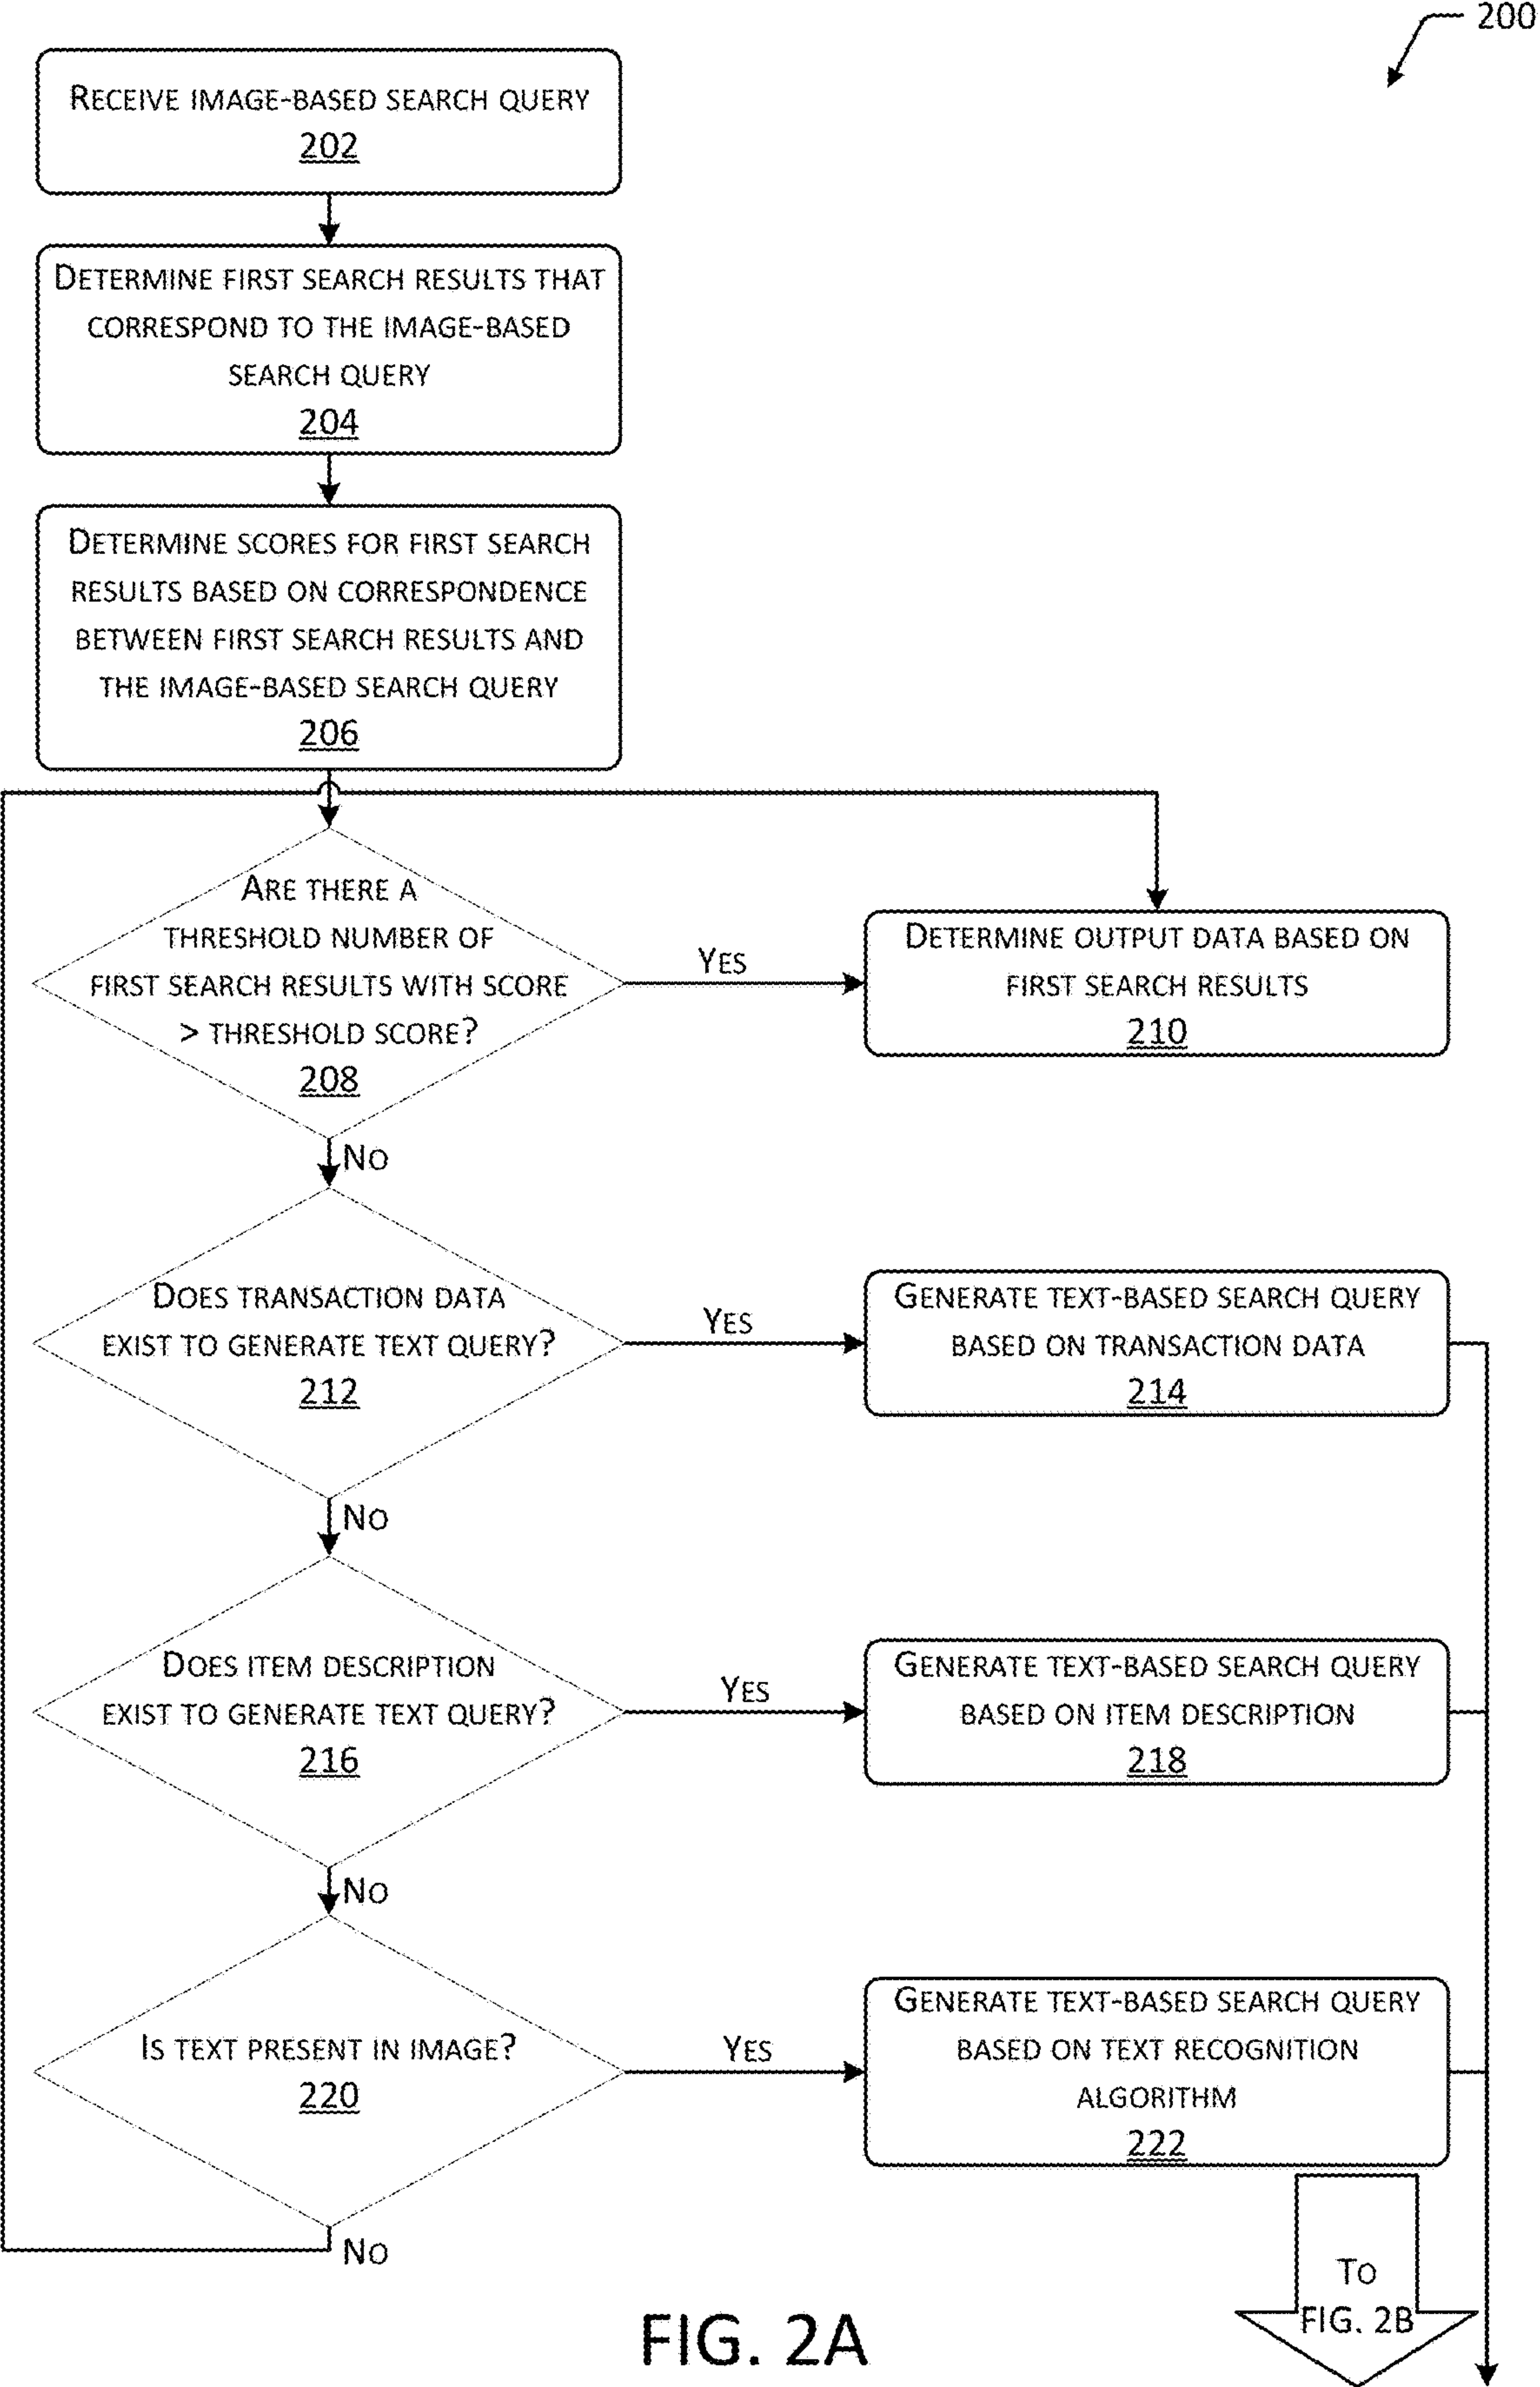 200
RECEIVE IMAGE-BASED SEARCH QUERY
202
DETERMINE FIRST SEARCH RESULTS THAT
CORRESPOND TO THE IMAGE-BASED
SEARCH QUERY
204
DETERMINE SCORES FOR FIRST SEARCH
RESULTS BASED ON CORRESPONDENCE
BETWEEN FIRST SEARCH RESULTS AND
THE IMAGE-BASED SEARCH QUERY
206
ARE THERE A
THRESHOLD NUMBER OF
FIRST SEARCH RESULTS WITH SCORE
> THRESHOLD SCORE?
208
YES
DETERMINE OUTPUT DATA BASED ON
FIRST SEARCH RESULTS
210
NO
DOES TRANSACTION DATA
EXIST TO GENERATE TEXT QUERY?
212
YES
GENERATE TEXT-BASED SEARCH QUERY
BASED ON TRANSACTION DATA
214
NO
DOES ITEM DESCRIPTION
EXIST TO GENERATE TEXT QUERY?
216
YES
GENERATE TEXT-BASED SEARCH QUERY
BASED ON ITEM DESCRIPTION
218
NO
IS TEXT PRESENT IN IMAGE?
220
YES
GENERATE TEXT-BASED SEARCH QUERY
BASED ON TEXT RECOGNITION
ALGORITHM
222
NO
TO
FIG. 2B
FIG. 2A